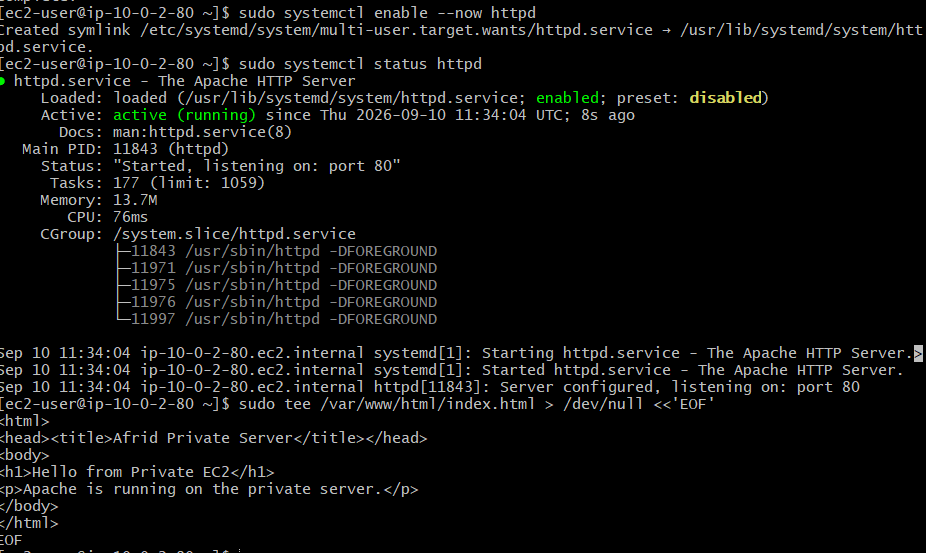 [ec2-user@ip-10-0-2-80 ~]$ sudo systemctl enable --now httpd
Created symlink /etc/systemd/system/multi-user.target.wants/httpd.service → /usr/lib/systemd/system/htt
pd.service.
[ec2-user@ip-10-0-2-80 ~]$ sudo systemctl status httpd
● httpd.service - The Apache HTTP Server
     Loaded: loaded (/usr/lib/systemd/system/httpd.service; enabled; preset: disabled)
     Active: active (running) since Thu 2026-09-10 11:34:04 UTC; 8s ago
       Docs: man:httpd.service(8)
   Main PID: 11843 (httpd)
     Status: "Started, listening on: port 80"
      Tasks: 177 (limit: 1059)
     Memory: 13.7M
        CPU: 76ms
     CGroup: /system.slice/httpd.service
             ├─11843 /usr/sbin/httpd -DFOREGROUND
             ├─11971 /usr/sbin/httpd -DFOREGROUND
             ├─11975 /usr/sbin/httpd -DFOREGROUND
             ├─11976 /usr/sbin/httpd -DFOREGROUND
             └─11997 /usr/sbin/httpd -DFOREGROUND
Sep 10 11:34:04 ip-10-0-2-80.ec2.internal systemd[1]: Starting httpd.service - The Apache HTTP Server.>
Sep 10 11:34:04 ip-10-0-2-80.ec2.internal systemd[1]: Started httpd.service - The Apache HTTP Server.
Sep 10 11:34:04 ip-10-0-2-80.ec2.internal httpd[11843]: Server configured, listening on: port 80
[ec2-user@ip-10-0-2-80 ~]$ sudo tee /var/www/html/index.html > /dev/null <<'EOF'
<html>
<head><title>Afrid Private Server</title></head>
<body>
<h1>Hello from Private EC2</h1>
<p>Apache is running on the private server.</p>
</body>
</html>
EOF
[ec2-user@ip-10-0-2-80 ~]$